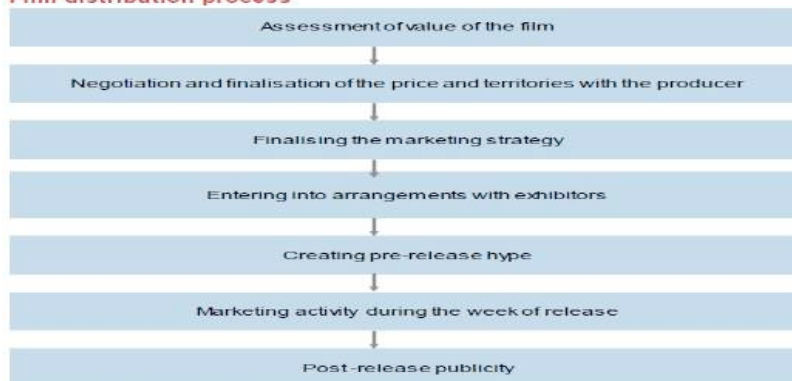 Film distribution process
Assessment of value of the film
Negotiation and finalisation of the price and territories with the producer
Finalising the marketing strategy
Entering into arrangements with exhibitors
Creating pre-release hype
Marketing activity during the week of release
Post-release publicity